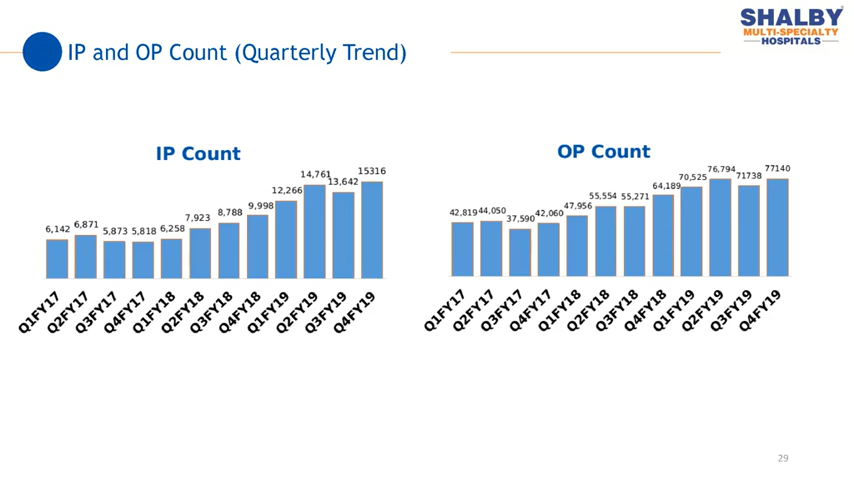 SHALBY
MULTI-SPECIALTY
HOSPITALS
IP and OP Count (Quarterly Trend)
IP Count
6,142 6,871 5,873 5,818 6,258 7,923 8,788 9,998 12,266 14,761 13,642 15316
Q1FY17 Q2FY17 Q3FY17 Q4FY17 Q1FY18 Q2FY18 Q3FY18 Q4FY18 Q1FY19 Q2FY19 Q3FY19 Q4FY19
OP Count
42,819 44,050 37,590 42,060 47,956 55,554 55,271 64,189 70,525 76,794 71738 77140
Q1FY17 Q2FY17 Q3FY17 Q4FY17 Q1FY18 Q2FY18 Q3FY18 Q4FY18 Q1FY19 Q2FY19 Q3FY19 Q4FY19
29